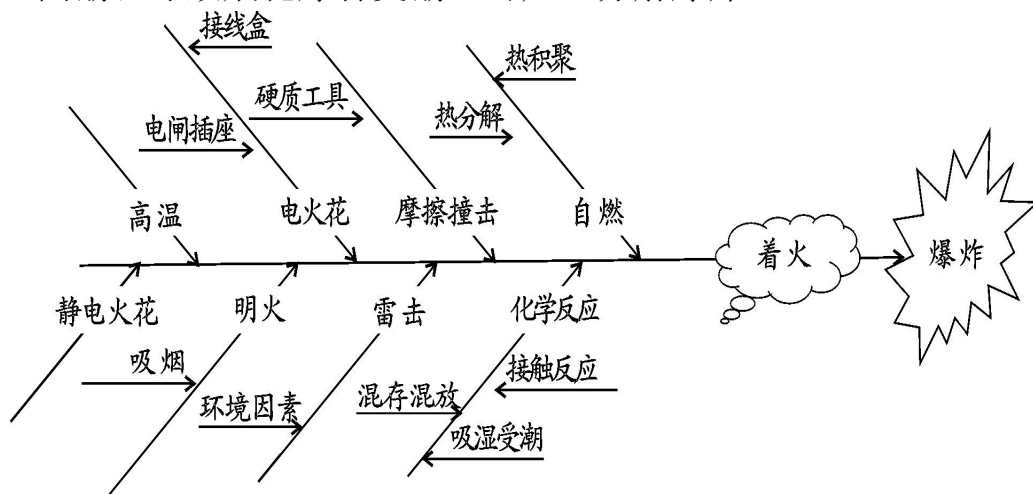 接线盒
热积聚
硬质工具
热分解
电闸插座
高温
电火花
摩擦撞击
自燃
着火
爆炸
静电火花
明火
雷击
化学反应
吸烟
接触反应
混存混放
环境因素
吸湿受潮